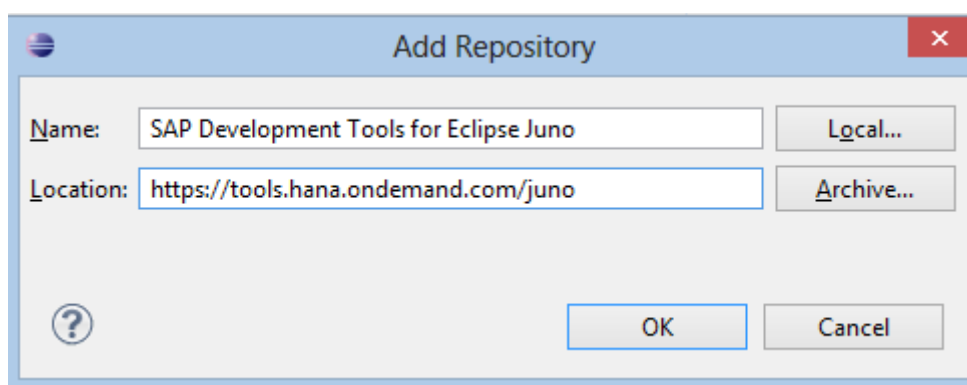 Add Repository
Name: SAP Development Tools for Eclipse Juno Local...
Location: https://tools.hana.ondemand.com/juno Archive...
? OK Cancel